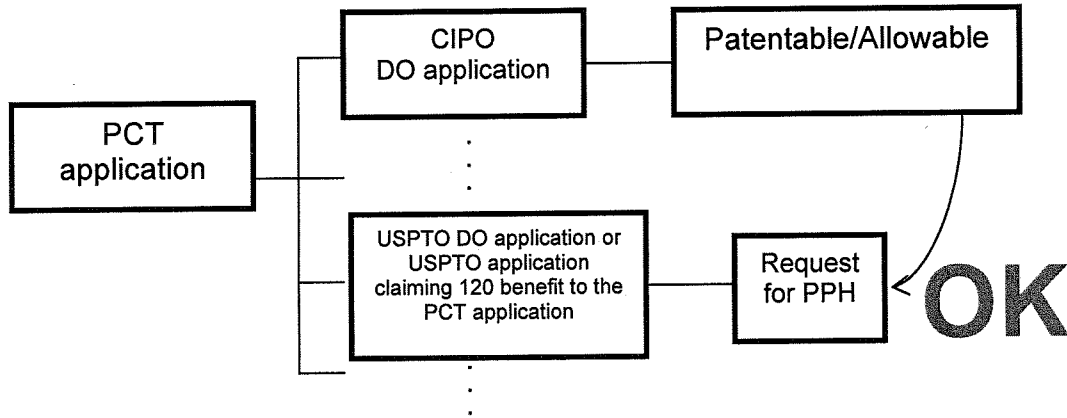 CIPO
DO application
Patentable/Allowable
PCT
application
USPTO DO application or
USPTO application
claiming 120 benefit to the
PCT application
Request
for PPH
OK